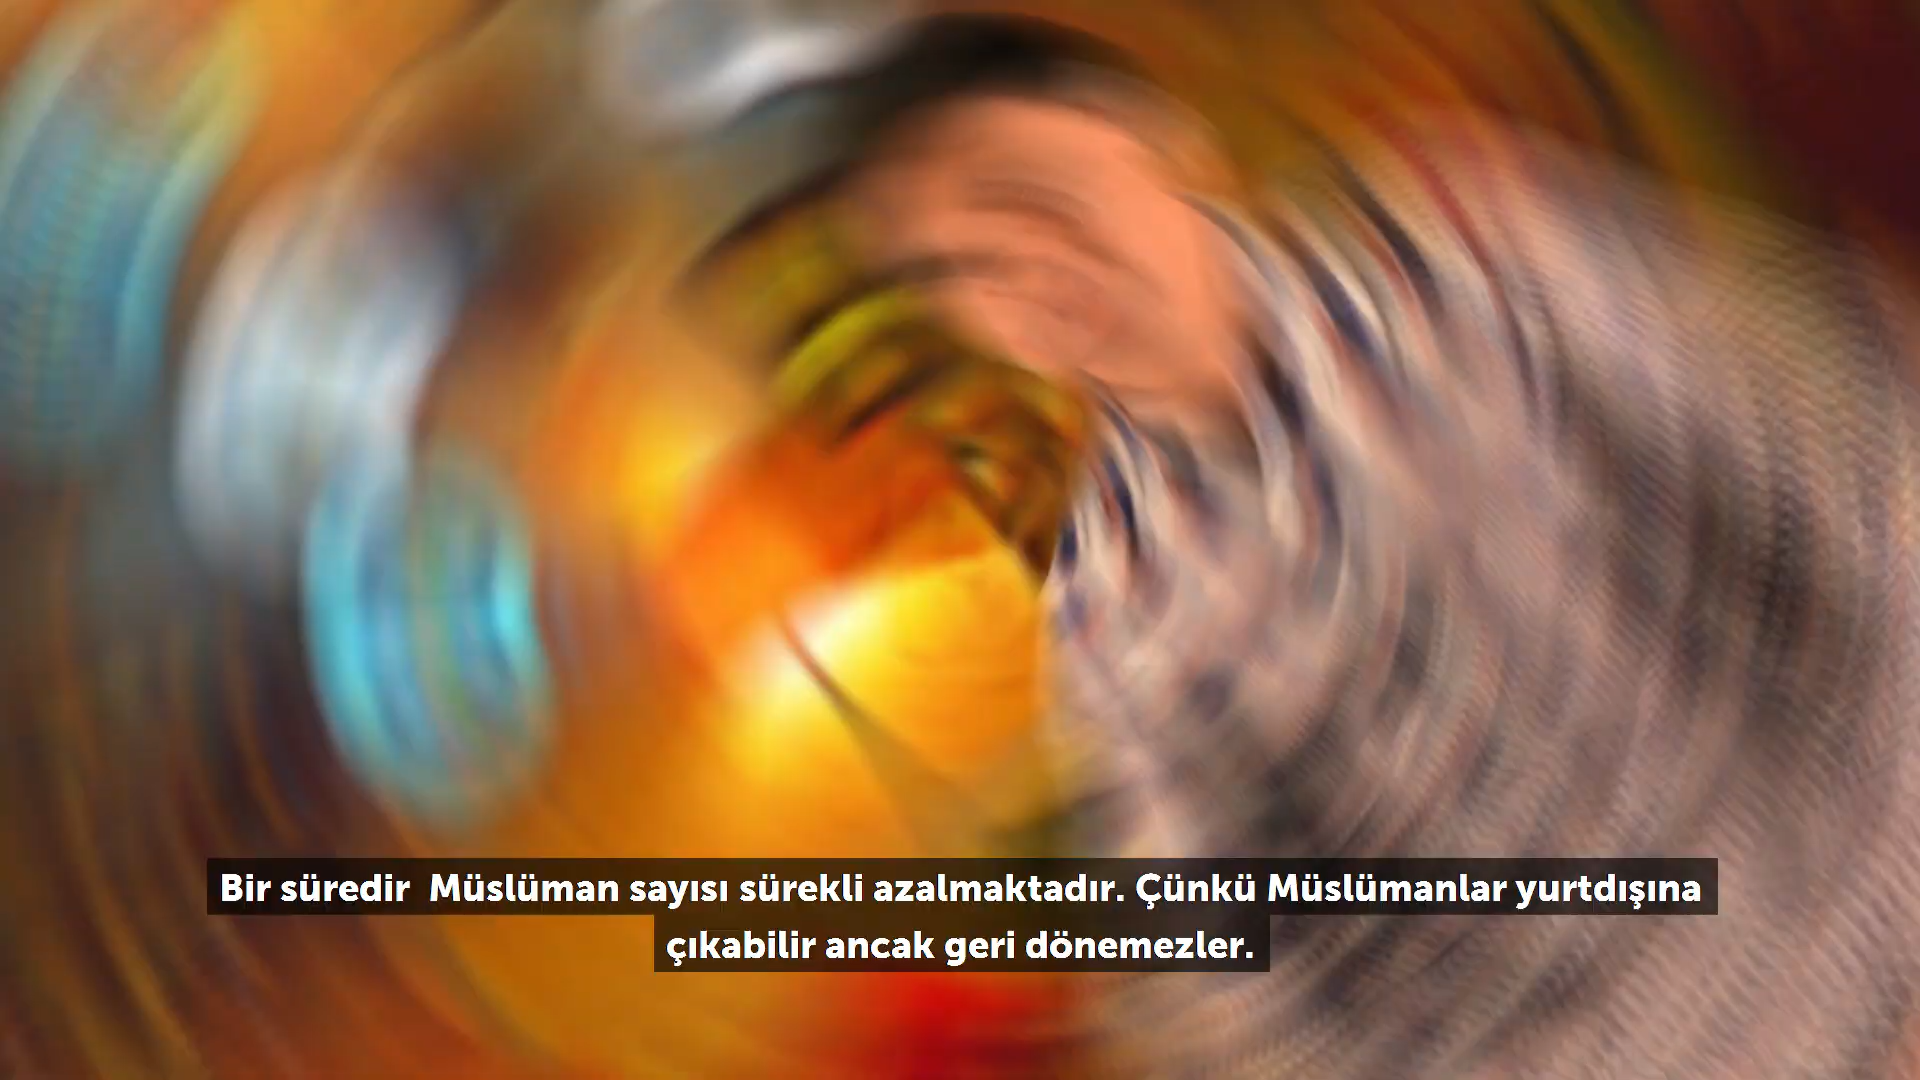 Bir süredir  Müslüman sayısı sürekli azalmaktadır. Çünkü Müslümanlar yurtdışına
çıkabilir ancak geri dönemezler.